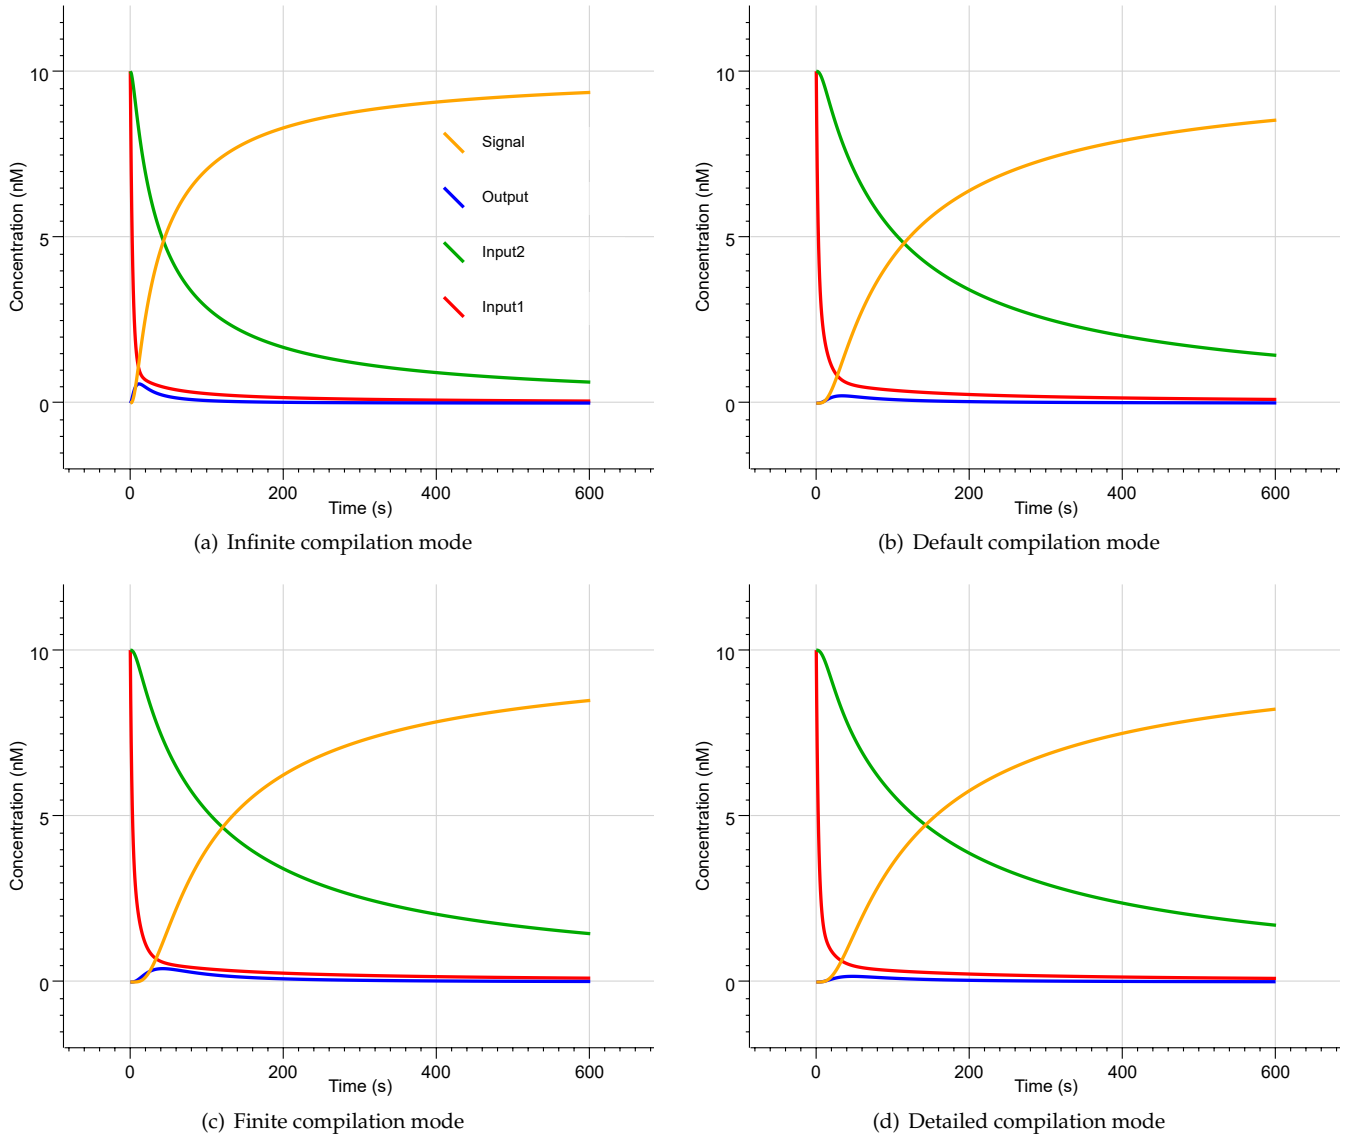 Concentration (nM)
10
5
0
Signal
Output
Input2
Input1
0 200 400 600
Time (s)
(a) Infinite compilation mode
Concentration (nM)
10
5
0
0 200 400 600
Time (s)
(b) Default compilation mode
Concentration (nM)
10
5
0
0 200 400 600
Time (s)
(c) Finite compilation mode
Concentration (nM)
10
5
0
0 200 400 600
Time (s)
(d) Detailed compilation mode